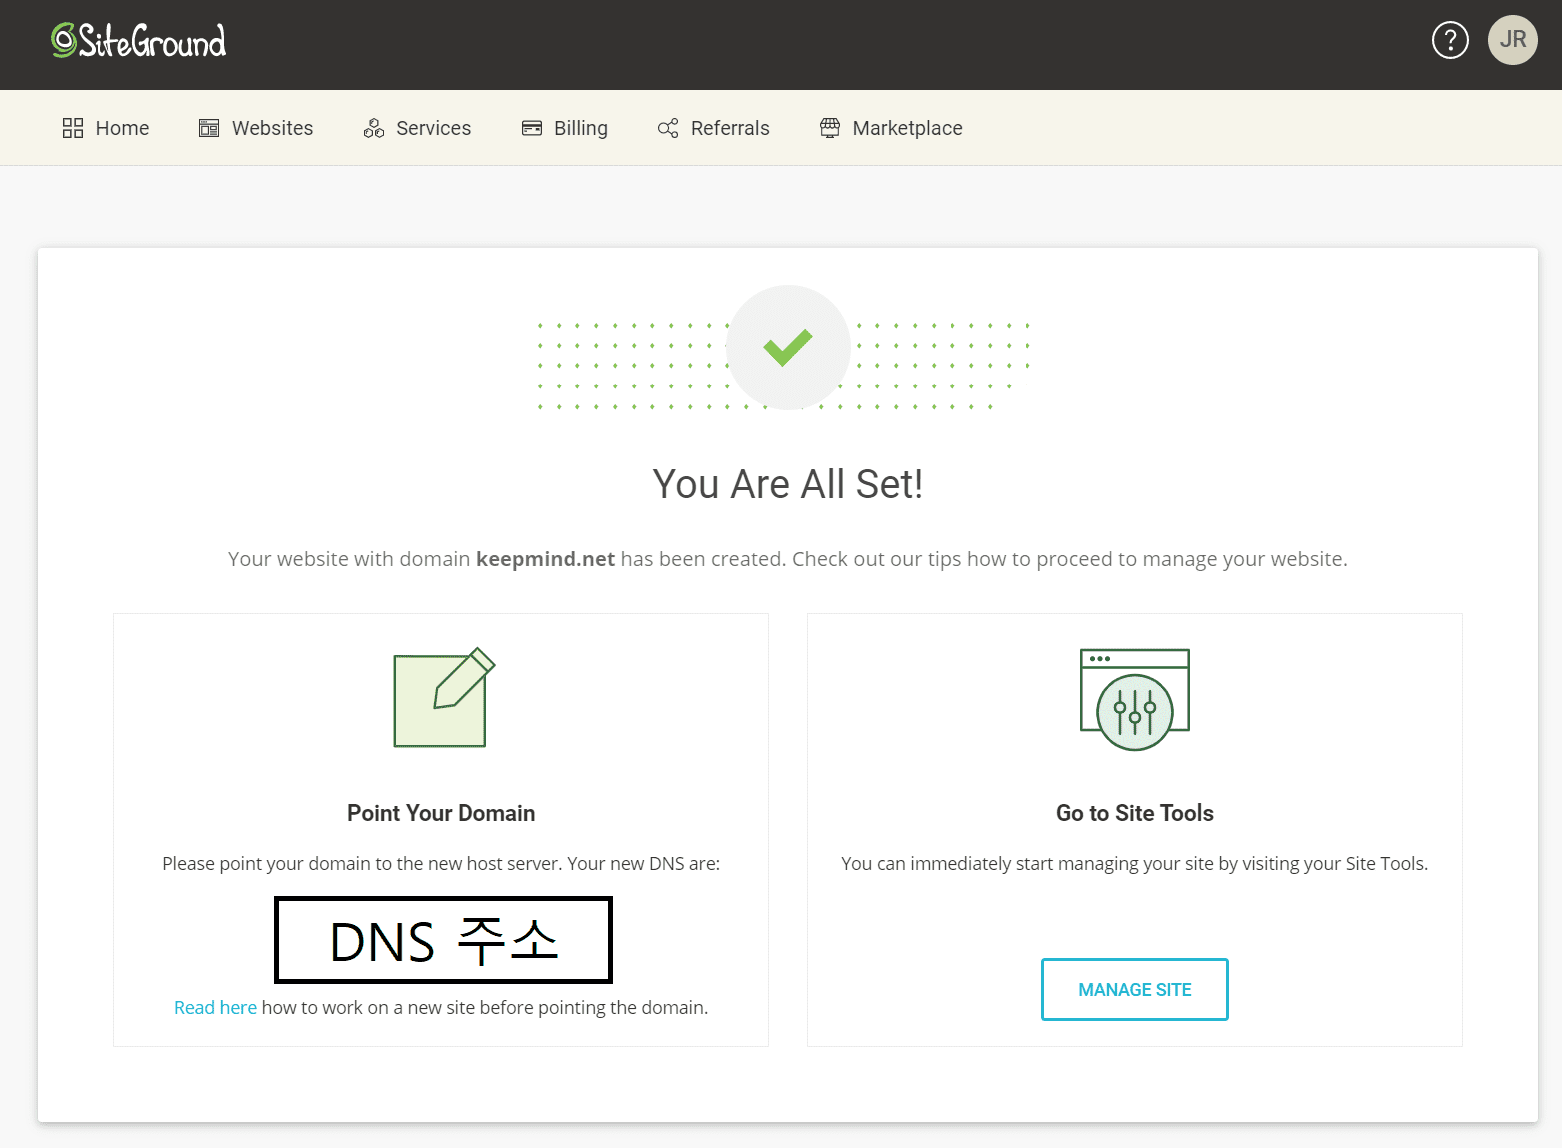 SiteGround
? JR
Home Websites Services Billing Referrals Marketplace
You Are All Set!
Your website with domain keepmind.net has been created. Check out our tips how to proceed to manage your website.
Point Your Domain
Please point your domain to the new host server. Your new DNS are:
DNS 주소
Read here how to work on a new site before pointing the domain.
Go to Site Tools
You can immediately start managing your site by visiting your Site Tools.
MANAGE SITE